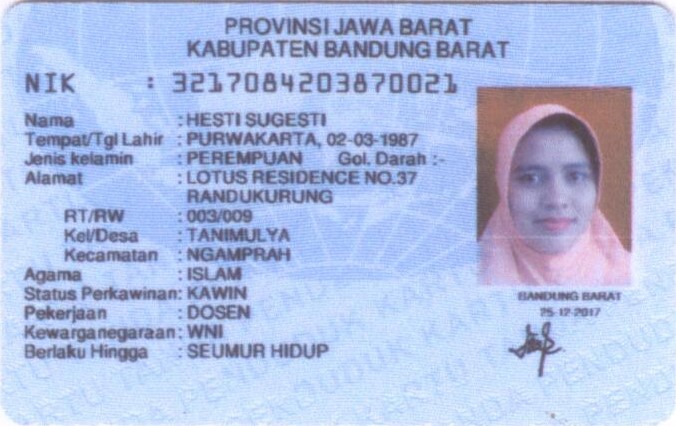 PROVINSI JAWA BARAT
KABUPATEN BANDUNG BARAT
NIK : 3217084203870021
Nama : HESTI SUGESTI
Tempat/Tgl Lahir : PURWAKARTA, 02-03-1987
Jenis kelamin : PEREMPUAN Gol. Darah :-
Alamat : LOTUS RESIDENCE NO.37
RANDUKURUNG
RT/RW : 003/009
Kel/Desa : TANIMULYA
Kecamatan : NGAMPRAH
Agama : ISLAM
Status Perkawinan: KAWIN
Pekerjaan : DOSEN
Kewarganegaraan: WNI
Berlaku Hingga : SEUMUR HIDUP
BANDUNG BARAT
25-12-2017